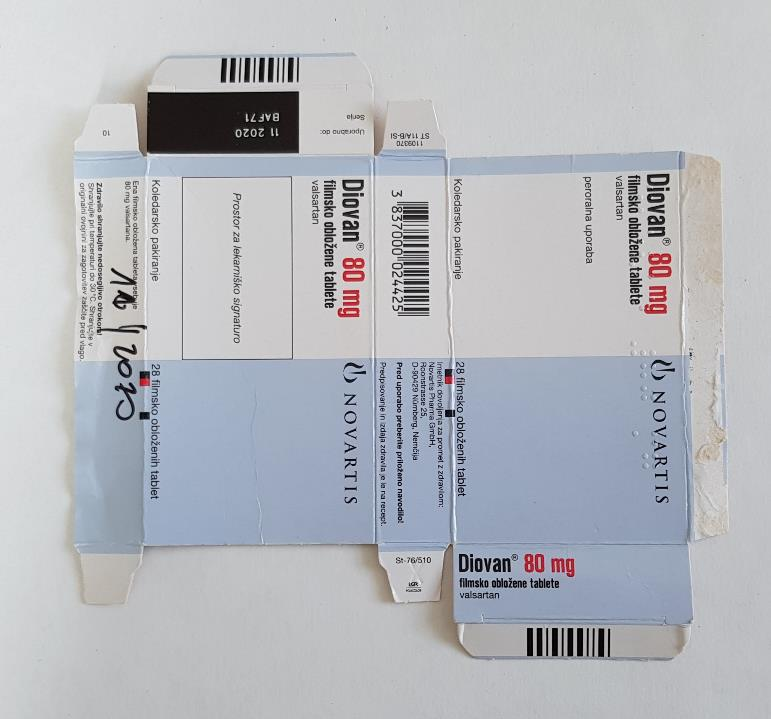 Uporabno do:
11 2020
Serija
BAF71
10
1109370
ST 11A/B-SI
Ena filmsko obložena tableta vsebuje
80 mg valsartana.
Zdravilo shranjujte nedosegljivo otrokom!
Shranjujte pri temperaturi do 30 °C. Shranjujte v
originalni ovojnini za zagotovitev zaščite pred vlago.
Diovan® 80 mg
filmsko obložene tablete
valsartan
Prostor za lekarniško signaturo
Koledarsko pakiranje
28 filmsko obloženih tablet
NOVARTIS
3 837000 024425
Imetnik dovoljenja za promet z zdravilom:
Novartis Pharma GmbH,
Roonstrasse 25,
D-90429 Nürnberg, Nemčija
Pred uporabo preberite priloženo navodilo!
Predpisovanje in izdaja zdravila je le na recept.
Diovan® 80 mg
filmsko obložene tablete
valsartan
peroralna uporaba
Koledarsko pakiranje
28 filmsko obloženih tablet
NOVARTIS
St-76/510
Diovan® 80 mg
filmsko obložene tablete
valsartan